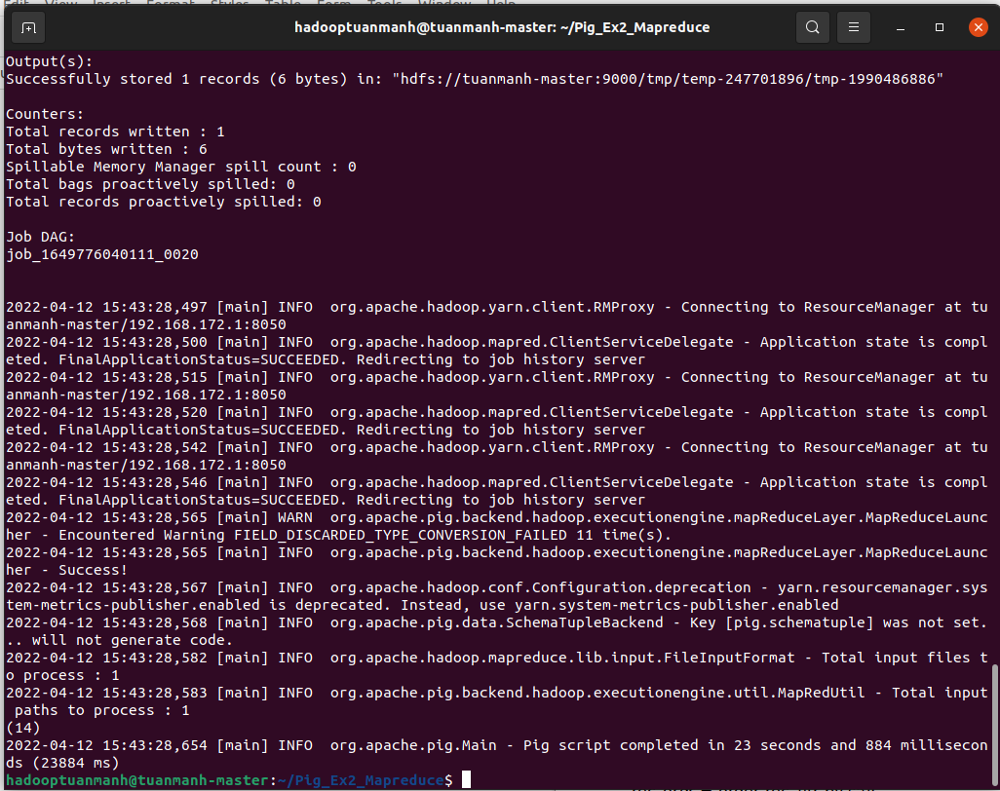 Edit View Insert Format Styles Table Form Tools Window Help
hadooptuanmanh@tuanmanh-master: ~/Pig_Ex2_Mapreduce
Output(s):
Successfully stored 1 records (6 bytes) in: "hdfs://tuanmanh-master:9000/tmp/temp-247701896/tmp-1990486886"
Counters:
Total records written : 1
Total bytes written : 6
Spillable Memory Manager spill count : 0
Total bags proactively spilled: 0
Total records proactively spilled: 0
Job DAG:
job_1649776040111_0020
2022-04-12 15:43:28,497 [main] INFO  org.apache.hadoop.yarn.client.RMProxy - Connecting to ResourceManager at tu
anmanh-master/192.168.172.1:8050
2022-04-12 15:43:28,500 [main] INFO  org.apache.hadoop.mapred.ClientServiceDelegate - Application state is compl
eted. FinalApplicationStatus=SUCCEEDED. Redirecting to job history server
2022-04-12 15:43:28,515 [main] INFO  org.apache.hadoop.yarn.client.RMProxy - Connecting to ResourceManager at tu
anmanh-master/192.168.172.1:8050
2022-04-12 15:43:28,520 [main] INFO  org.apache.hadoop.mapred.ClientServiceDelegate - Application state is compl
eted. FinalApplicationStatus=SUCCEEDED. Redirecting to job history server
2022-04-12 15:43:28,542 [main] INFO  org.apache.hadoop.yarn.client.RMProxy - Connecting to ResourceManager at tu
anmanh-master/192.168.172.1:8050
2022-04-12 15:43:28,546 [main] INFO  org.apache.hadoop.mapred.ClientServiceDelegate - Application state is compl
eted. FinalApplicationStatus=SUCCEEDED. Redirecting to job history server
2022-04-12 15:43:28,565 [main] WARN  org.apache.pig.backend.hadoop.executionengine.mapReduceLayer.MapReduceLaunc
her - Encountered Warning FIELD_DISCARDED_TYPE_CONVERSION_FAILED 11 time(s).
2022-04-12 15:43:28,565 [main] INFO  org.apache.pig.backend.hadoop.executionengine.mapReduceLayer.MapReduceLaunc
her - Success!
2022-04-12 15:43:28,567 [main] INFO  org.apache.hadoop.conf.Configuration.deprecation - yarn.resourcemanager.sys
tem-metrics-publisher.enabled is deprecated. Instead, use yarn.system-metrics-publisher.enabled
2022-04-12 15:43:28,568 [main] INFO  org.apache.pig.data.SchemaTupleBackend - Key [pig.schematuple] was not set.
.. will not generate code.
2022-04-12 15:43:28,582 [main] INFO  org.apache.hadoop.mapreduce.lib.input.FileInputFormat - Total input files t
o process : 1
2022-04-12 15:43:28,583 [main] INFO  org.apache.pig.backend.hadoop.executionengine.util.MapRedUtil - Total input
 paths to process : 1
(14)
2022-04-12 15:43:28,654 [main] INFO  org.apache.pig.Main - Pig script completed in 23 seconds and 884 millisecon
ds (23884 ms)
hadooptuanmanh@tuanmanh-master:~/Pig_Ex2_Mapreduce$